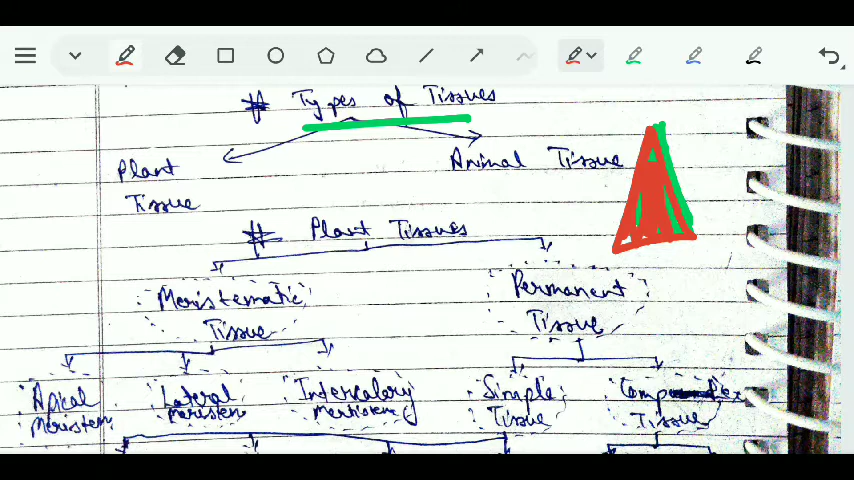 # Types of Tissues
Plant
Tissue
Animal Tissue
# Plant Tissues
Meristematic
Tissue
Permanent
Tissue
Apical
Meristem
Lateral
Meristem
Intercalary
Meristem
Simple
Tissue
Complex
Tissue